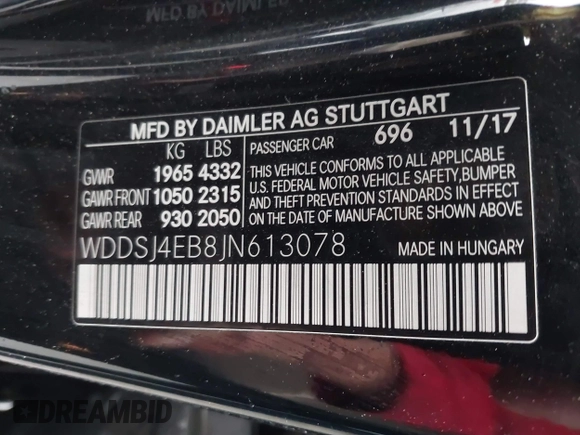 MFD BY DAIMLER AG STUTTGART
KG LBS
GVWR 1965 4332
GAWR FRONT 1050 2315
GAWR REAR 930 2050
PASSENGER CAR 696 11/17
THIS VEHICLE CONFORMS TO ALL APPLICABLE
U.S. FEDERAL MOTOR VEHICLE SAFETY,BUMPER
AND THEFT PREVENTION STANDARDS IN EFFECT
ON THE DATE OF MANUFACTURE SHOWN ABOVE.
WDDSJ4EB8JN613078
MADE IN HUNGARY
DREAMBID